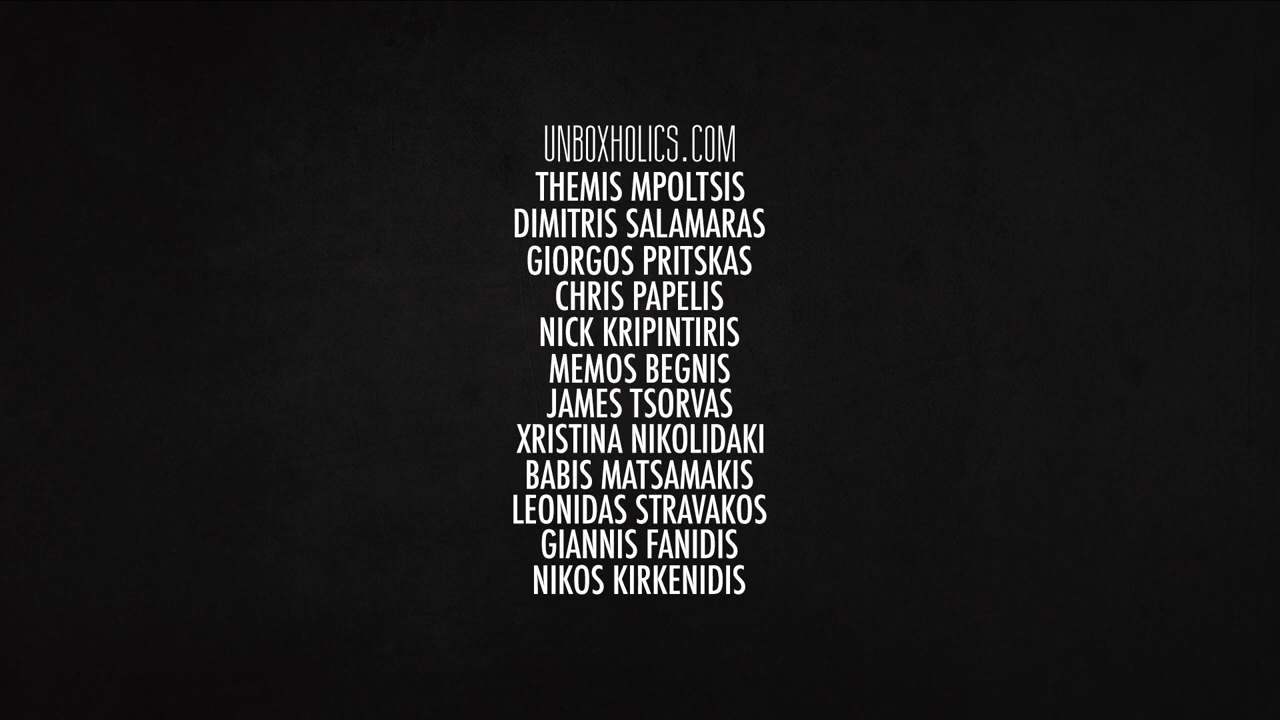 UNBOXHOLICS.COM
THEMIS MPOLTSIS
DIMITRIS SALAMARAS
GIORGOS PRITSKAS
CHRIS PAPELIS
NICK KRIPINTIRIS
MEMOS BEGNIS
JAMES TSORVAS
XRISTINA NIKOLIDAKI
BABIS MATSAMAKIS
LEONIDAS STRAVAKOS
GIANNIS FANIDIS
NIKOS KIRKENIDIS